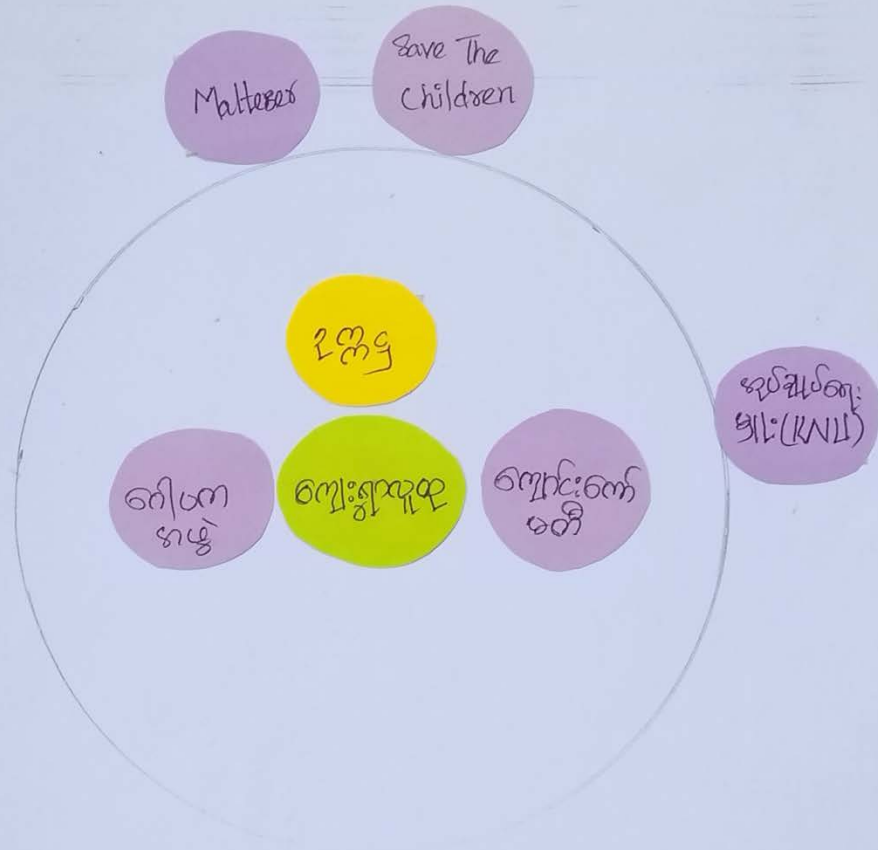 Malteser
Save The
Children
ဥက္ကဋ္ဌ
ဂေါပက
အဖွဲ့
ကျေးရွာလူထု
ကျောင်းကော်
မတီ
အုပ်ချုပ်ရေး
မှူး(KNU)